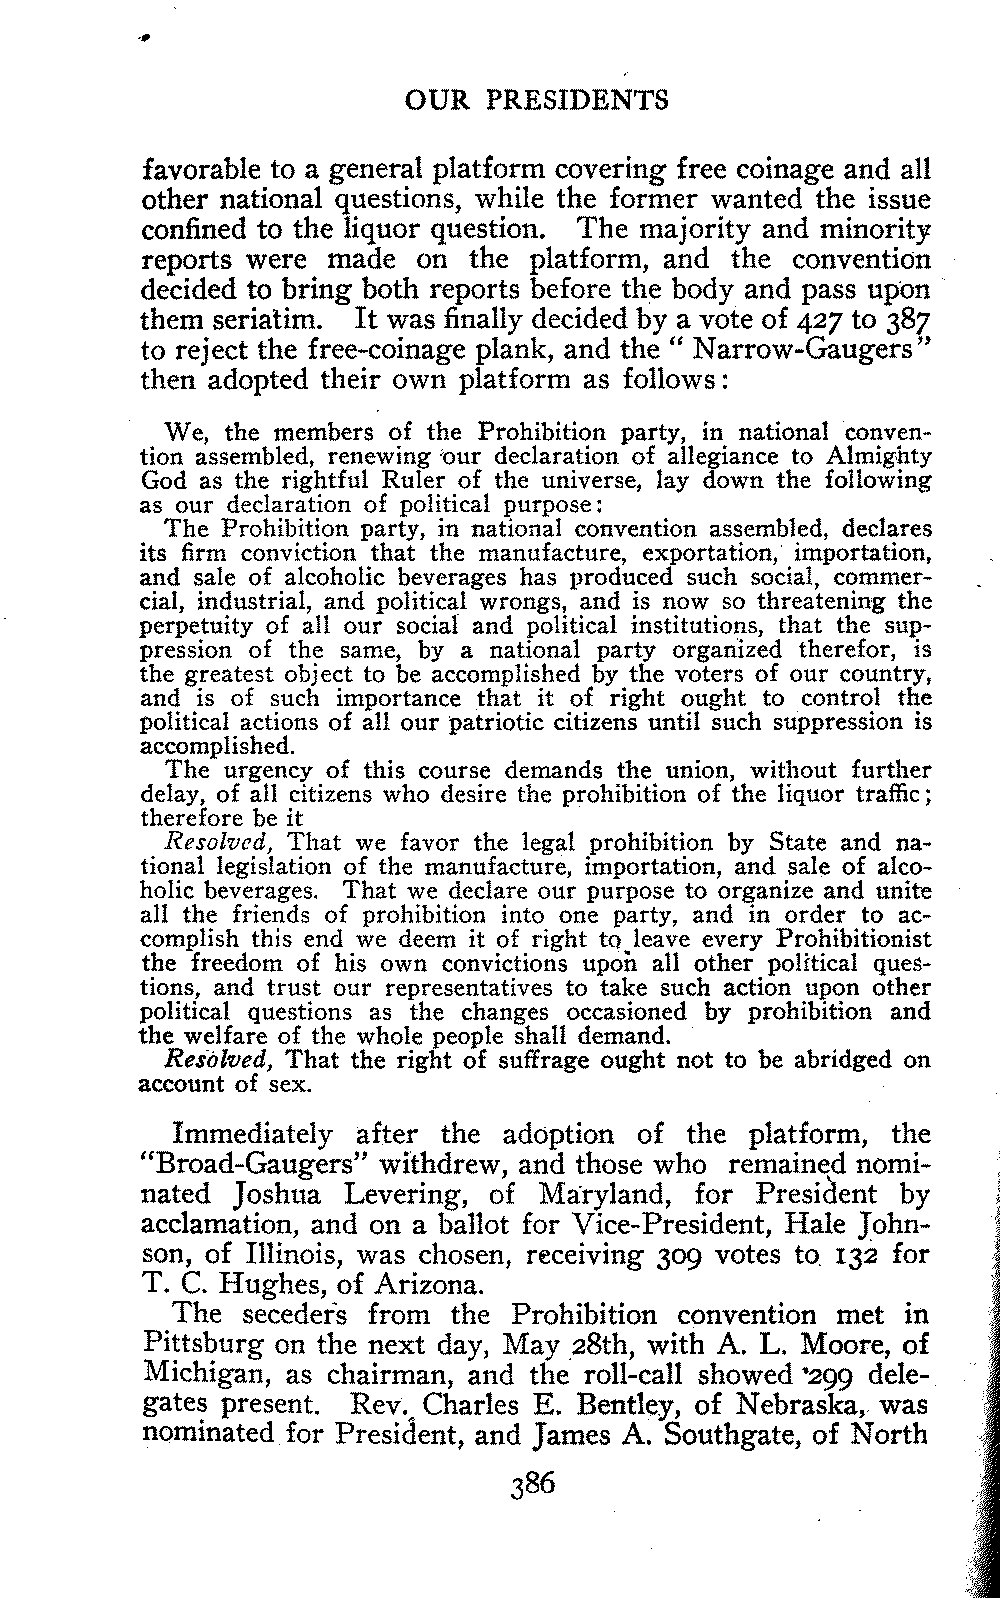 OUR PRESIDENTS
favorable to a general platform covering free coinage and all
other national questions, while the former wanted the issue
confined to the liquor question. The majority and minority
reports were made on the platform, and the convention
decided to bring both reports before the body and pass upon
them seriatim. It was finally decided by a vote of 427 to 387
to reject the free-coinage plank, and the " Narrow-Gaugers"
then adopted their own platform as follows:
We, the members of the Prohibition party, in national conven-
tion assembled, renewing our declaration of allegiance to Almighty
God as the rightful Ruler of the universe, lay down the following
as our declaration of political purpose:
The Prohibition party, in national convention assembled, declares
its firm conviction that the manufacture, exportation, importation,
and sale of alcoholic beverages has produced such social, commer-
cial, industrial, and political wrongs, and is now so threatening the
perpetuity of all our social and political institutions, that the sup-
pression of the same, by a national party organized therefor, is
the greatest object to be accomplished by the voters of our country,
and is of such importance that it of right ought to control the
political actions of all our patriotic citizens until such suppression is
accomplished.
The urgency of this course demands the union, without further
delay, of all citizens who desire the prohibition of the liquor traffic;
therefore be it
Resolved, That we favor the legal prohibition by State and na-
tional legislation of the manufacture, importation, and sale of alco-
holic beverages. That we declare our purpose to organize and unite
all the friends of prohibition into one party, and in order to ac-
complish this end we deem it of right to leave every Prohibitionist
the freedom of his own convictions upon all other political ques-
tions, and trust our representatives to take such action upon other
political questions as the changes occasioned by prohibition and
the welfare of the whole people shall demand.
Resolved, That the right of suffrage ought not to be abridged on
account of sex.
Immediately after the adoption of the platform, the
"Broad-Gaugers" withdrew, and those who remained nomi-
nated Joshua Levering, of Maryland, for President by
acclamation, and on a ballot for Vice-President, Hale John-
son, of Illinois, was chosen, receiving 309 votes to 132 for
T. C. Hughes, of Arizona.
The seceders from the Prohibition convention met in
Pittsburg on the next day, May 28th, with A. L. Moore, of
Michigan, as chairman, and the roll-call showed 299 dele-
gates present. Rev. Charles E. Bentley, of Nebraska, was
nominated for President, and James A. Southgate, of North
386